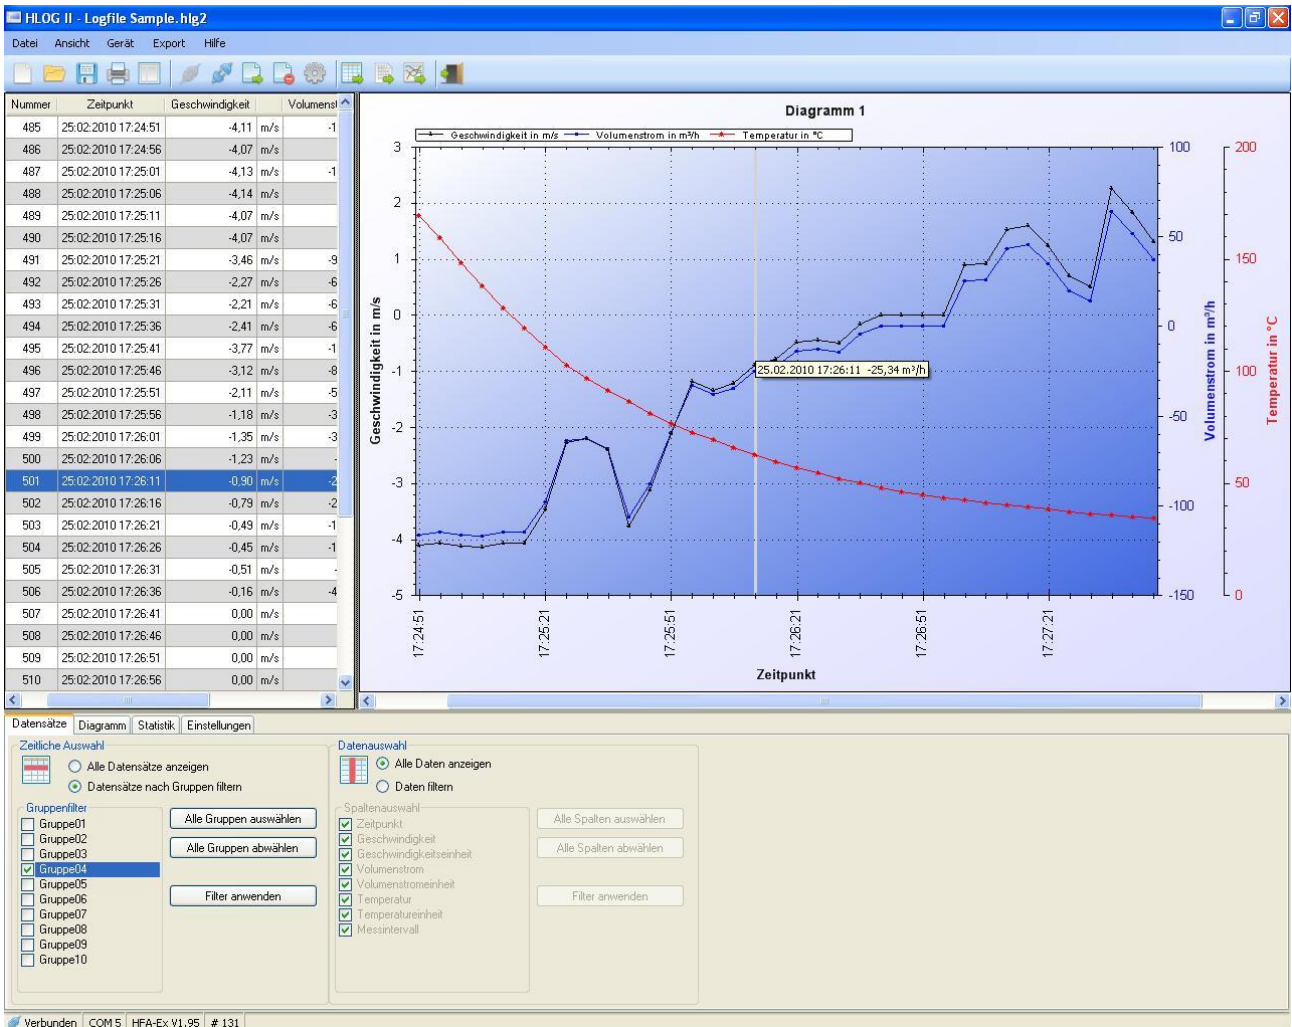 HLOG II - Logfile Sample.hlg2
Datei Ansicht Gerät Export Hilfe
Nummer Zeitpunkt Geschwindigkeit Volumenst
485 25:02:2010 17:24:51 -4,11 m/s -1
486 25:02:2010 17:24:56 -4,07 m/s
487 25:02:2010 17:25:01 -4,13 m/s -1
488 25:02:2010 17:25:06 -4,14 m/s
489 25:02:2010 17:25:11 -4,07 m/s
490 25:02:2010 17:25:16 -4,07 m/s
491 25:02:2010 17:25:21 -3,46 m/s -9
492 25:02:2010 17:25:26 -2,27 m/s -6
493 25:02:2010 17:25:31 -2,21 m/s -6
494 25:02:2010 17:25:36 -2,41 m/s -6
495 25:02:2010 17:25:41 -3,77 m/s -1
496 25:02:2010 17:25:46 -3,12 m/s -8
497 25:02:2010 17:25:51 -2,11 m/s -5
498 25:02:2010 17:25:56 -1,18 m/s -3
499 25:02:2010 17:26:01 -1,35 m/s -3
500 25:02:2010 17:26:06 -1,23 m/s -
501 25:02:2010 17:26:11 -0,90 m/s -2
502 25:02:2010 17:26:16 -0,79 m/s -2
503 25:02:2010 17:26:21 -0,49 m/s -1
504 25:02:2010 17:26:26 -0,45 m/s -1
505 25:02:2010 17:26:31 -0,51 m/s -
506 25:02:2010 17:26:36 -0,16 m/s -4
507 25:02:2010 17:26:41 0,00 m/s
508 25:02:2010 17:26:46 0,00 m/s
509 25:02:2010 17:26:51 0,00 m/s
510 25:02:2010 17:26:56 0,00 m/s
Diagramm 1
Geschwindigkeit in m/s Volumenstrom in m³/h Temperatur in °C
3
2
1
0
-1
-2
-3
-4
-5
Geschwindigkeit in m/s
25.02.2010 17:26:11 -25,34 m³/h
100
50
0
-50
-100
-150
Volumenstrom in m³/h
200
150
100
50
0
Temperatur in °C
17:24:51 17:25:21 17:25:51 17:26:21 17:26:51 17:27:21
Zeitpunkt
Datensätze Diagramm Statistik Einstellungen
Zeitliche Auswahl
Alle Datensätze anzeigen
Datensätze nach Gruppen filtern
Gruppenfilter
Gruppe01
Gruppe02
Gruppe03
Gruppe04
Gruppe05
Gruppe06
Gruppe07
Gruppe08
Gruppe09
Gruppe10
Alle Gruppen auswählen
Alle Gruppen abwählen
Filter anwenden
Datenauswahl
Alle Daten anzeigen
Daten filtern
Spaltenauswahl
Zeitpunkt
Geschwindigkeit
Geschwindigkeitseinheit
Volumenstrom
Volumenstromeinheit
Temperatur
Temperatureinheit
Messintervall
Alle Spalten auswählen
Alle Spalten abwählen
Filter anwenden
Verbunden COM 5 HFA-Ex V1.95 # 131